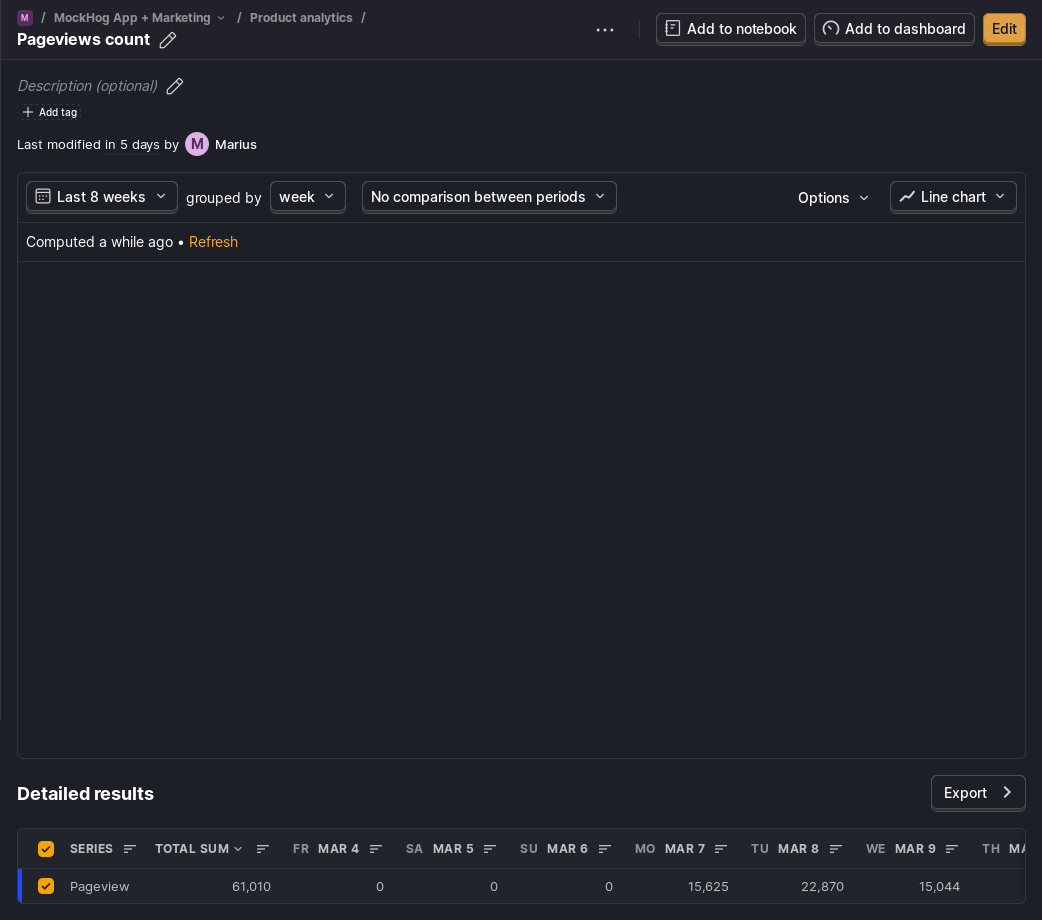 M / MockHog App + Marketing / Product analytics /
Pageviews count
Add to notebook
Add to dashboard
Edit
Description (optional)
Add tag
Last modified in 5 days by M Marius
Last 8 weeks grouped by week No comparison between periods Options Line chart
Computed a while ago • Refresh
Detailed results
Export
SERIES TOTAL SUM FR MAR 4 SA MAR 5 SU MAR 6 MO MAR 7 TU MAR 8 WE MAR 9 TH
Pageview 61,010 0 0 0 15,625 22,870 15,044